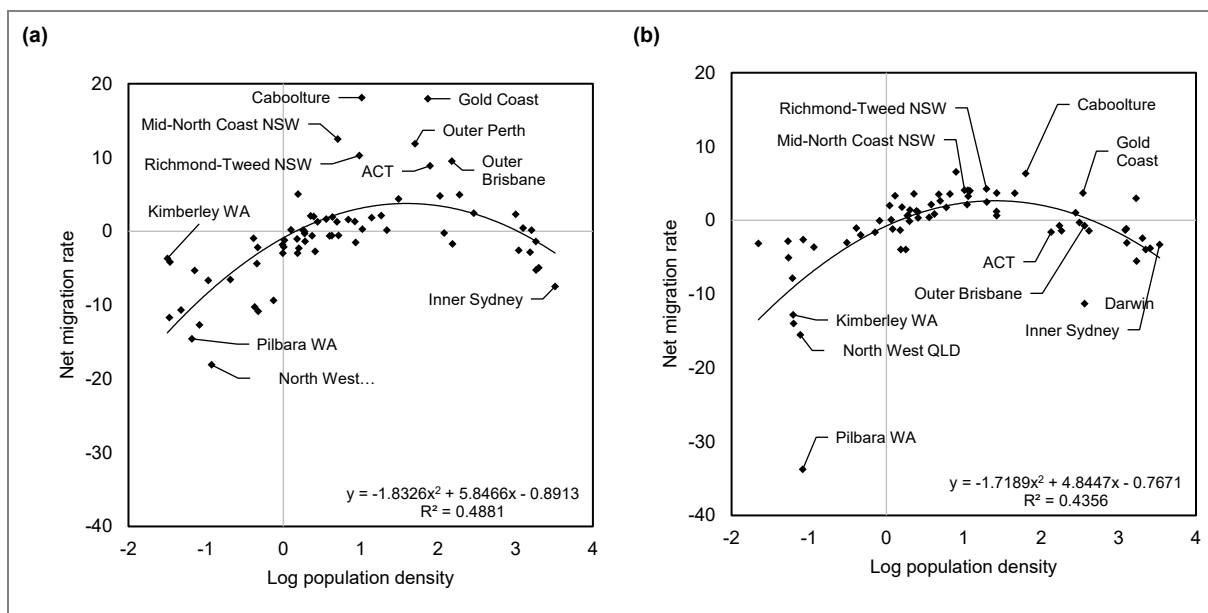 (a)
20
10
0
-10
-20
-30
-40
-2
-1
0
1
2
3
4
Net migration rate
Log population density
Caboolture
Gold Coast
Mid-North Coast NSW
Outer Perth
Richmond-Tweed NSW
ACT
Outer
Brisbane
Kimberley WA
Inner Sydney
Pilbara WA
North West…
y = -1.8326x² + 5.8466x - 0.8913
R² = 0.4881
(b)
20
10
0
-10
-20
-30
-40
-2
-1
0
1
2
3
4
Net migration rate
Log population density
Richmond-Tweed NSW
Caboolture
Mid-North Coast NSW
Gold
Coast
ACT
Outer Brisbane
Darwin
Kimberley WA
Inner Sydney
North West QLD
Pilbara WA
y = -1.7189x² + 4.8447x - 0.7671
R² = 0.4356